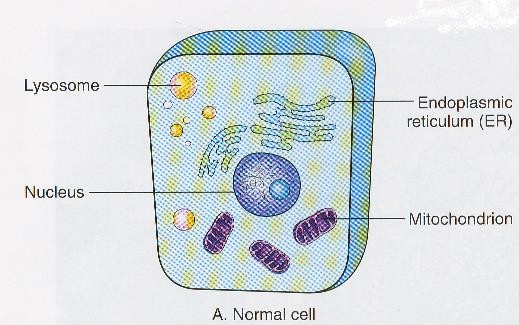 Lysosome
Endoplasmic
reticulum (ER)
Nucleus
Mitochondrion
A. Normal cell